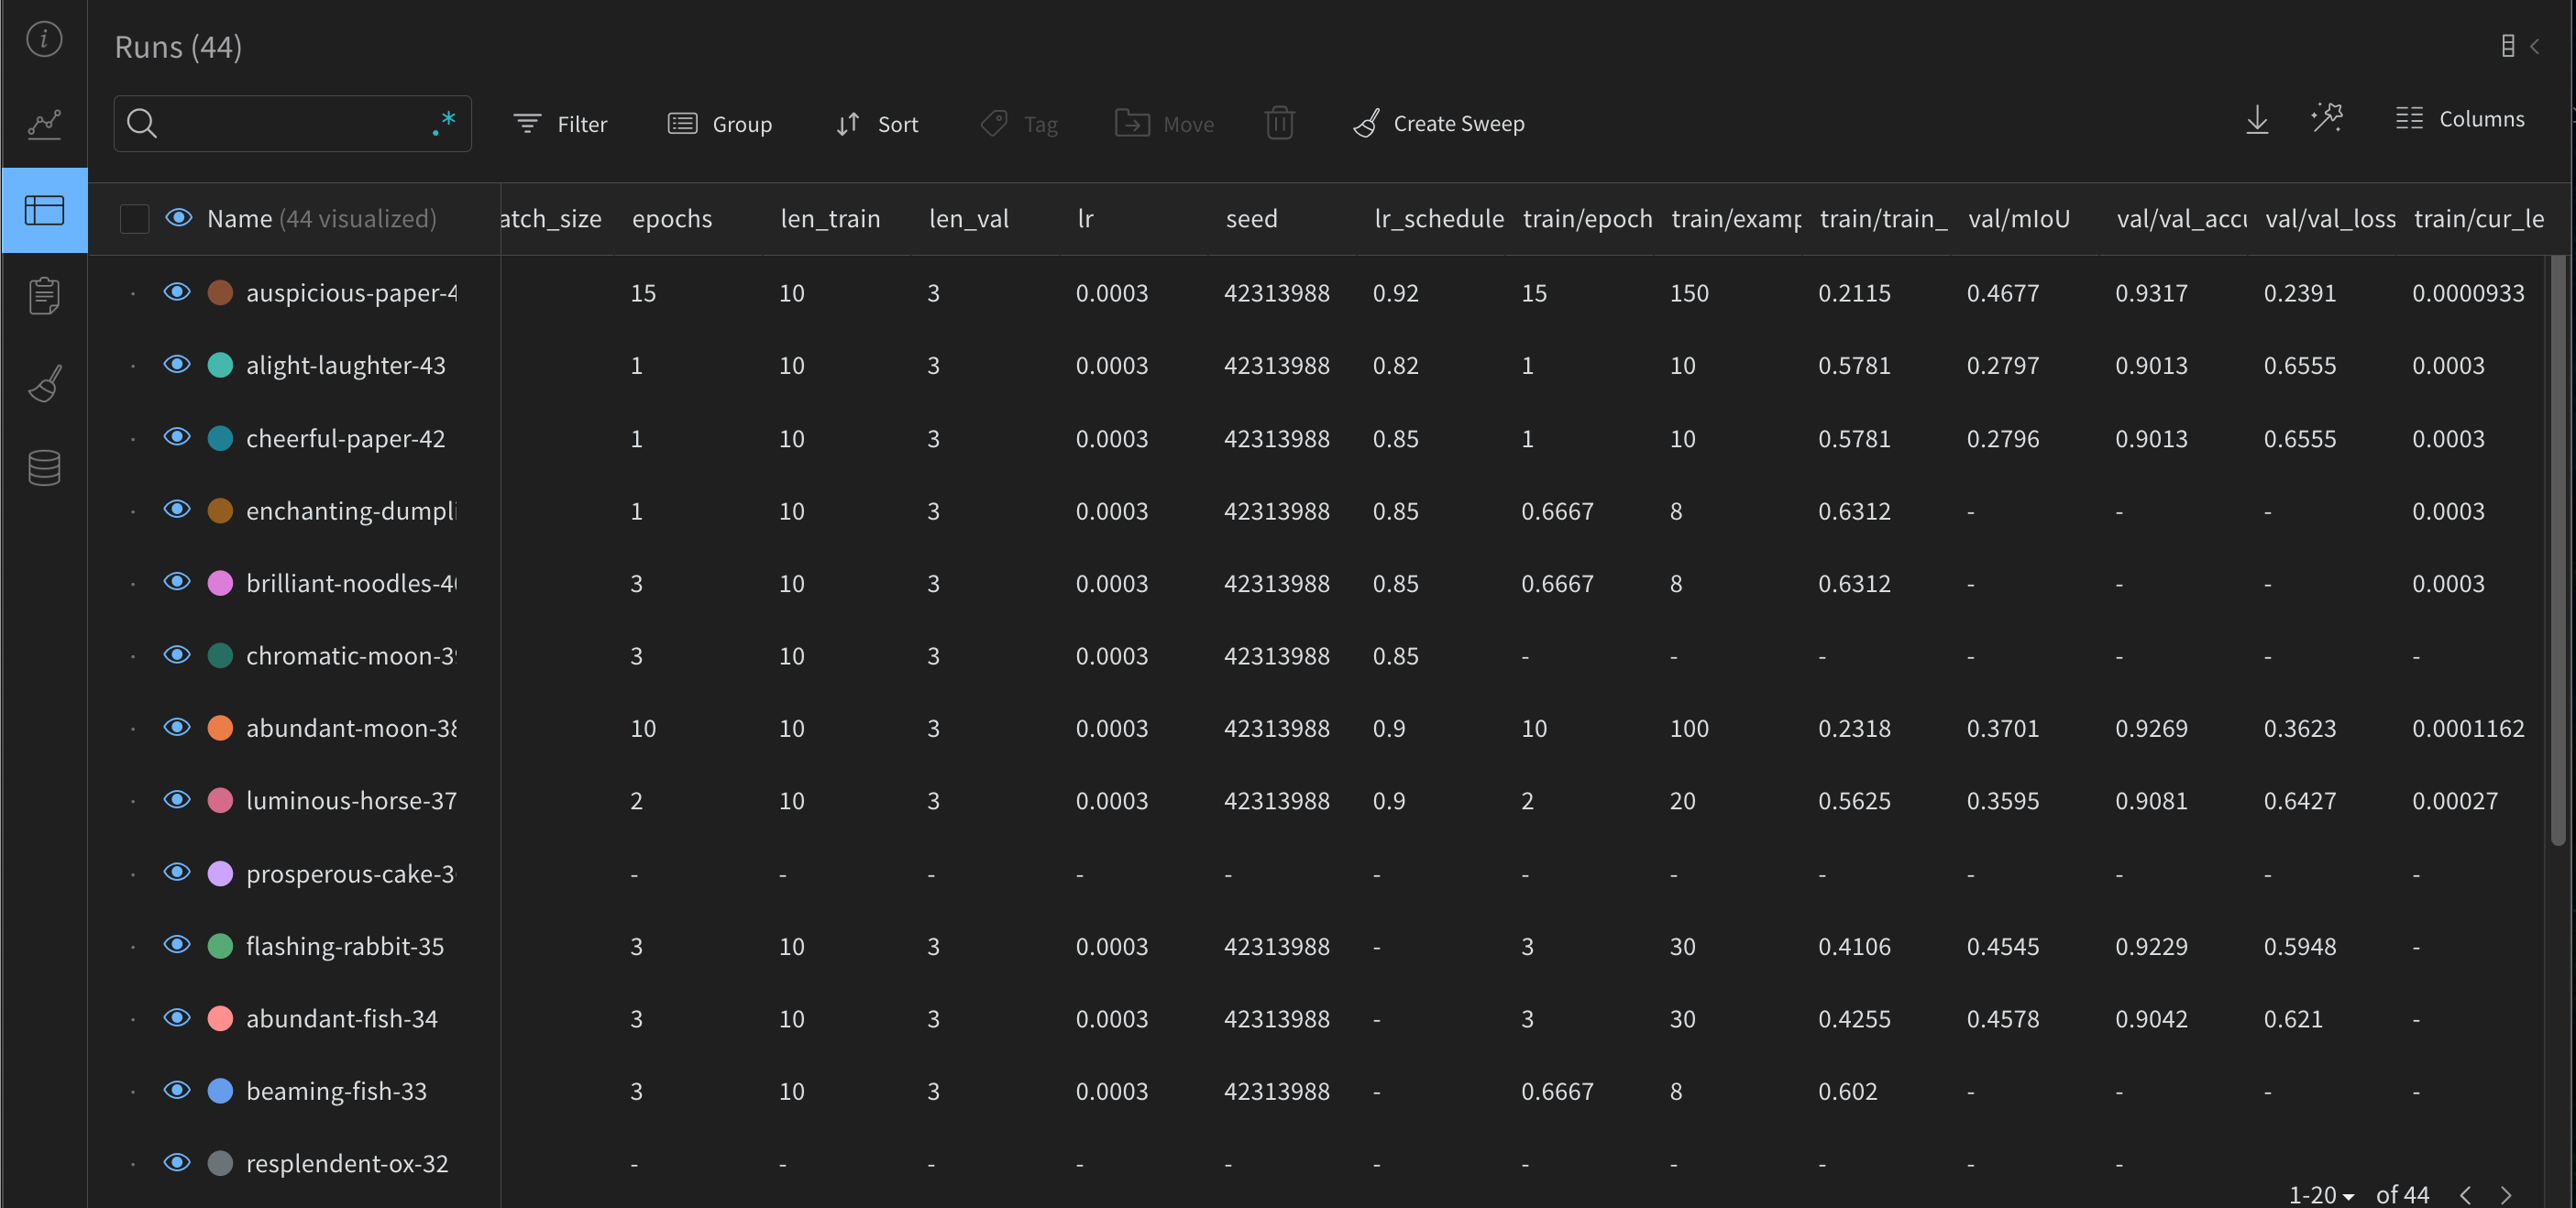 Runs (44)
.* Filter Group Sort Tag Move Create Sweep Columns
Name (44 visualized) atch_size epochs len_train len_val lr seed lr_schedule train/epoch train/examp train/train_ val/mIoU val/val_accu val/val_loss train/cur_le
auspicious-paper-4 15 10 3 0.0003 42313988 0.92 15 150 0.2115 0.4677 0.9317 0.2391 0.0000933
alight-laughter-43 1 10 3 0.0003 42313988 0.82 1 10 0.5781 0.2797 0.9013 0.6555 0.0003
cheerful-paper-42 1 10 3 0.0003 42313988 0.85 1 10 0.5781 0.2796 0.9013 0.6555 0.0003
enchanting-dumpli 1 10 3 0.0003 42313988 0.85 0.6667 8 0.6312 - - - 0.0003
brilliant-noodles-40 3 10 3 0.0003 42313988 0.85 0.6667 8 0.6312 - - - 0.0003
chromatic-moon-39 3 10 3 0.0003 42313988 0.85 - - - - - - -
abundant-moon-38 10 10 3 0.0003 42313988 0.9 10 100 0.2318 0.3701 0.9269 0.3623 0.0001162
luminous-horse-37 2 10 3 0.0003 42313988 0.9 2 20 0.5625 0.3595 0.9081 0.6427 0.00027
prosperous-cake-3 - - - - - - - - - - - - -
flashing-rabbit-35 3 10 3 0.0003 42313988 - 3 30 0.4106 0.4545 0.9229 0.5948 -
abundant-fish-34 3 10 3 0.0003 42313988 - 3 30 0.4255 0.4578 0.9042 0.621 -
beaming-fish-33 3 10 3 0.0003 42313988 - 0.6667 8 0.602 - - - -
resplendent-ox-32 - - - - - - - - - - -
1-20 of 44